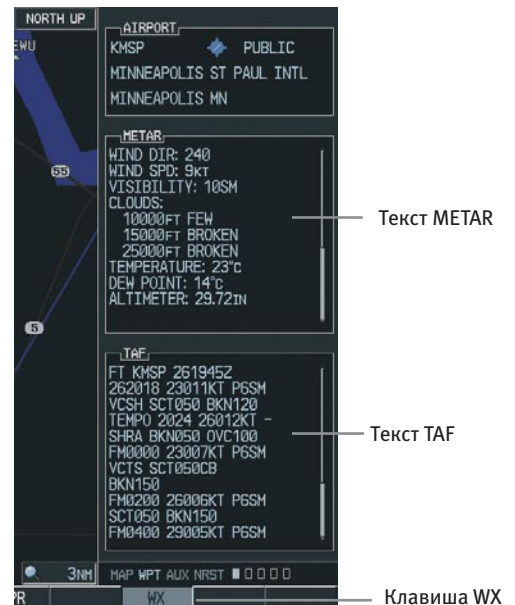 NORTH UP
EWU
55
5
3NM
AIRPORT
KMSP PUBLIC
MINNEAPOLIS ST PAUL INTL
MINNEAPOLIS MN
METAR
WIND DIR: 240
WIND SPD: 9KT
VISIBILITY: 10SM
CLOUDS:
10000FT FEW
15000FT BROKEN
25000FT BROKEN
TEMPERATURE: 23°C
DEW POINT: 14°C
ALTIMETER: 29.72IN
Текст METAR
TAF
FT KMSP 261945Z
262018 23011KT P6SM
VCSH SCT050 BKN120
TEMPO 2024 26012KT -
SHRA BKN050 OVC100
FM0000 23007KT P6SM
VCTS SCT050CB
BKN150
FM0200 26006KT P6SM
SCT050 BKN150
FM0400 29005KT P6SM
Текст TAF
MAP WPT AUX NRST
PR
WX
Клавиша WX